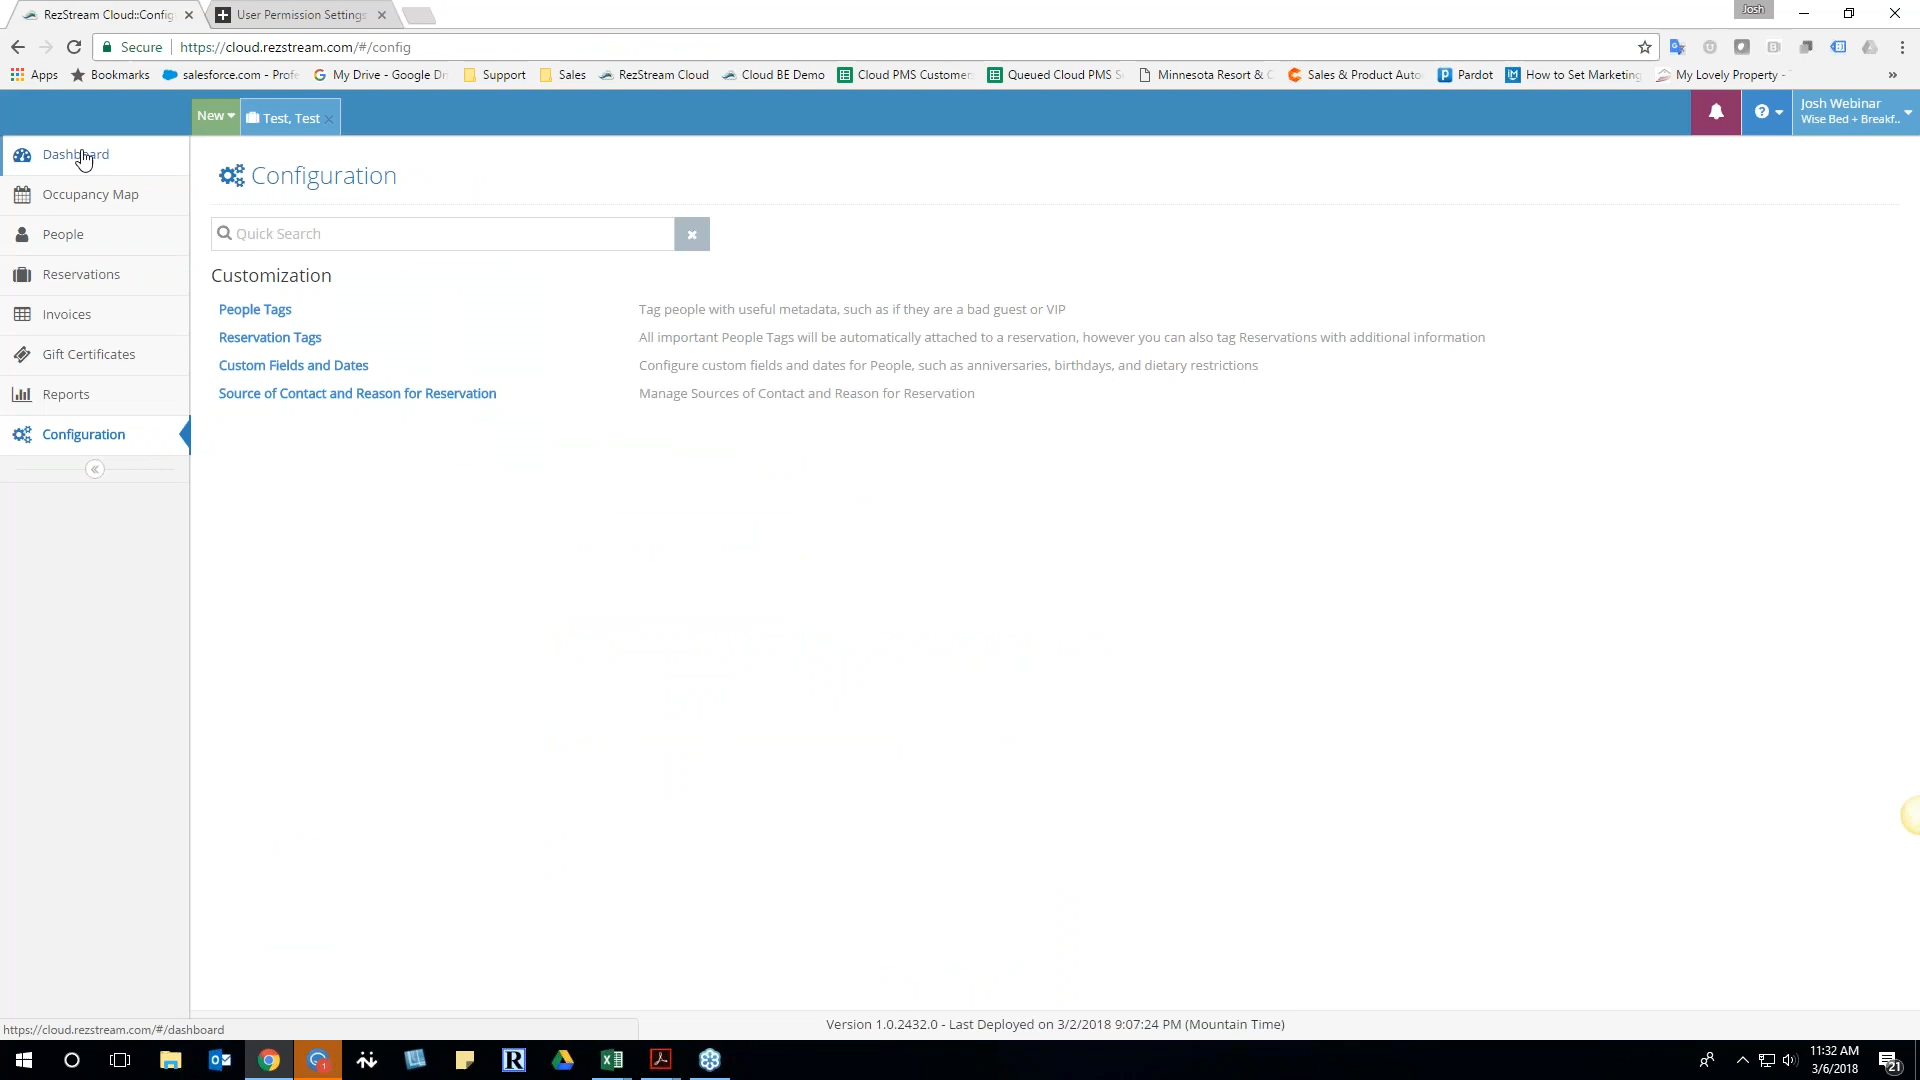 RezStream Cloud::Config
User Permission Settings
Josh
Secure
https://cloud.rezstream.com/#/config
Apps
Bookmarks
salesforce.com - Profe
My Drive - Google Dri
Support
Sales
RezStream Cloud
Cloud BE Demo
Cloud PMS Customer
Queued Cloud PMS S
Minnesota Resort & C
Sales & Product Auto
Pardot
How to Set Marketing
My Lovely Property -
New
Test, Test
Josh Webinar
Wise Bed + Breakf..
Dashboard
Occupancy Map
People
Reservations
Invoices
Gift Certificates
Reports
Configuration
Configuration
Quick Search
Customization
People Tags
Tag people with useful metadata, such as if they are a bad guest or VIP
Reservation Tags
All important People Tags will be automatically attached to a reservation, however you can also tag Reservations with additional information
Custom Fields and Dates
Configure custom fields and dates for People, such as anniversaries, birthdays, and dietary restrictions
Source of Contact and Reason for Reservation
Manage Sources of Contact and Reason for Reservation
https://cloud.rezstream.com/#/dashboard
Version 1.0.2432.0 - Last Deployed on 3/2/2018 9:07:24 PM (Mountain Time)
11:32 AM
3/6/2018
21